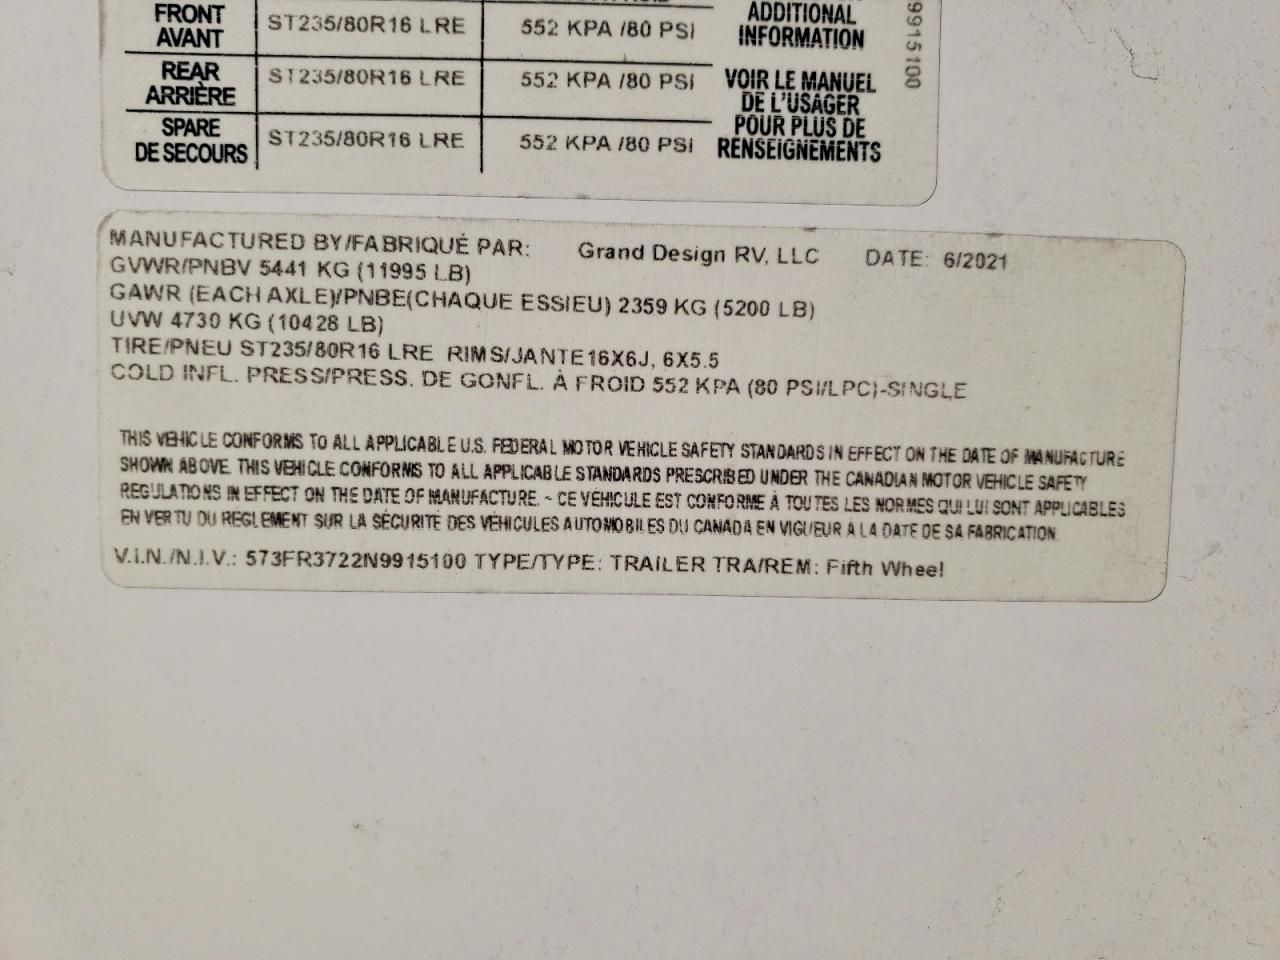 ADDITIONAL
INFORMATION
FRONT
AVANT
ST235/80R16 LRE
552 KPA /80 PSI
REAR
ARRIÈRE
ST235/80R16 LRE
552 KPA /80 PSI
SPARE
DE SECOURS
ST235/80R16 LRE
552 KPA /80 PSI
VOIR LE MANUEL
DE L'USAGER
POUR PLUS DE
RENSEIGNEMENTS
9915100
MANUFACTURED BY/FABRIQUÉ PAR: Grand Design RV, LLC DATE: 6/2021
GVWR/PNBV 5441 KG (11995 LB)
GAWR (EACH AXLE)/PNBE(CHAQUE ESSIEU) 2359 KG (5200 LB)
UVW 4730 KG (10428 LB)
TIRE/PNEU ST235/80R16 LRE RIMS/JANTE16X6J, 6X5.5
COLD INFL. PRESS/PRESS. DE GONFL. À FROID 552 KPA (80 PSI/LPC)-SINGLE
THIS VEHICLE CONFORMS TO ALL APPLICABLE U.S. FEDERAL MOTOR VEHICLE SAFETY STANDARDS IN EFFECT ON THE DATE OF MANUFACTURE
SHOWN ABOVE. THIS VEHICLE CONFORMS TO ALL APPLICABLE STANDARDS PRESCRIBED UNDER THE CANADIAN MOTOR VEHICLE SAFETY
REGULATIONS IN EFFECT ON THE DATE OF MANUFACTURE. ~ CE VÉHICULE EST CONFORME À TOUTES LES NORMES QUI LUI SONT APPLICABLES
EN VERTU DU RÈGLEMENT SUR LA SÉCURITÉ DES VÉHICULES AUTOMOBILES DU CANADA EN VIGUEUR À LA DATE DE SA FABRICATION.
V.I.N./N.I.V.: 573FR3722N9915100 TYPE/TYPE: TRAILER TRA/REM: Fifth Wheel